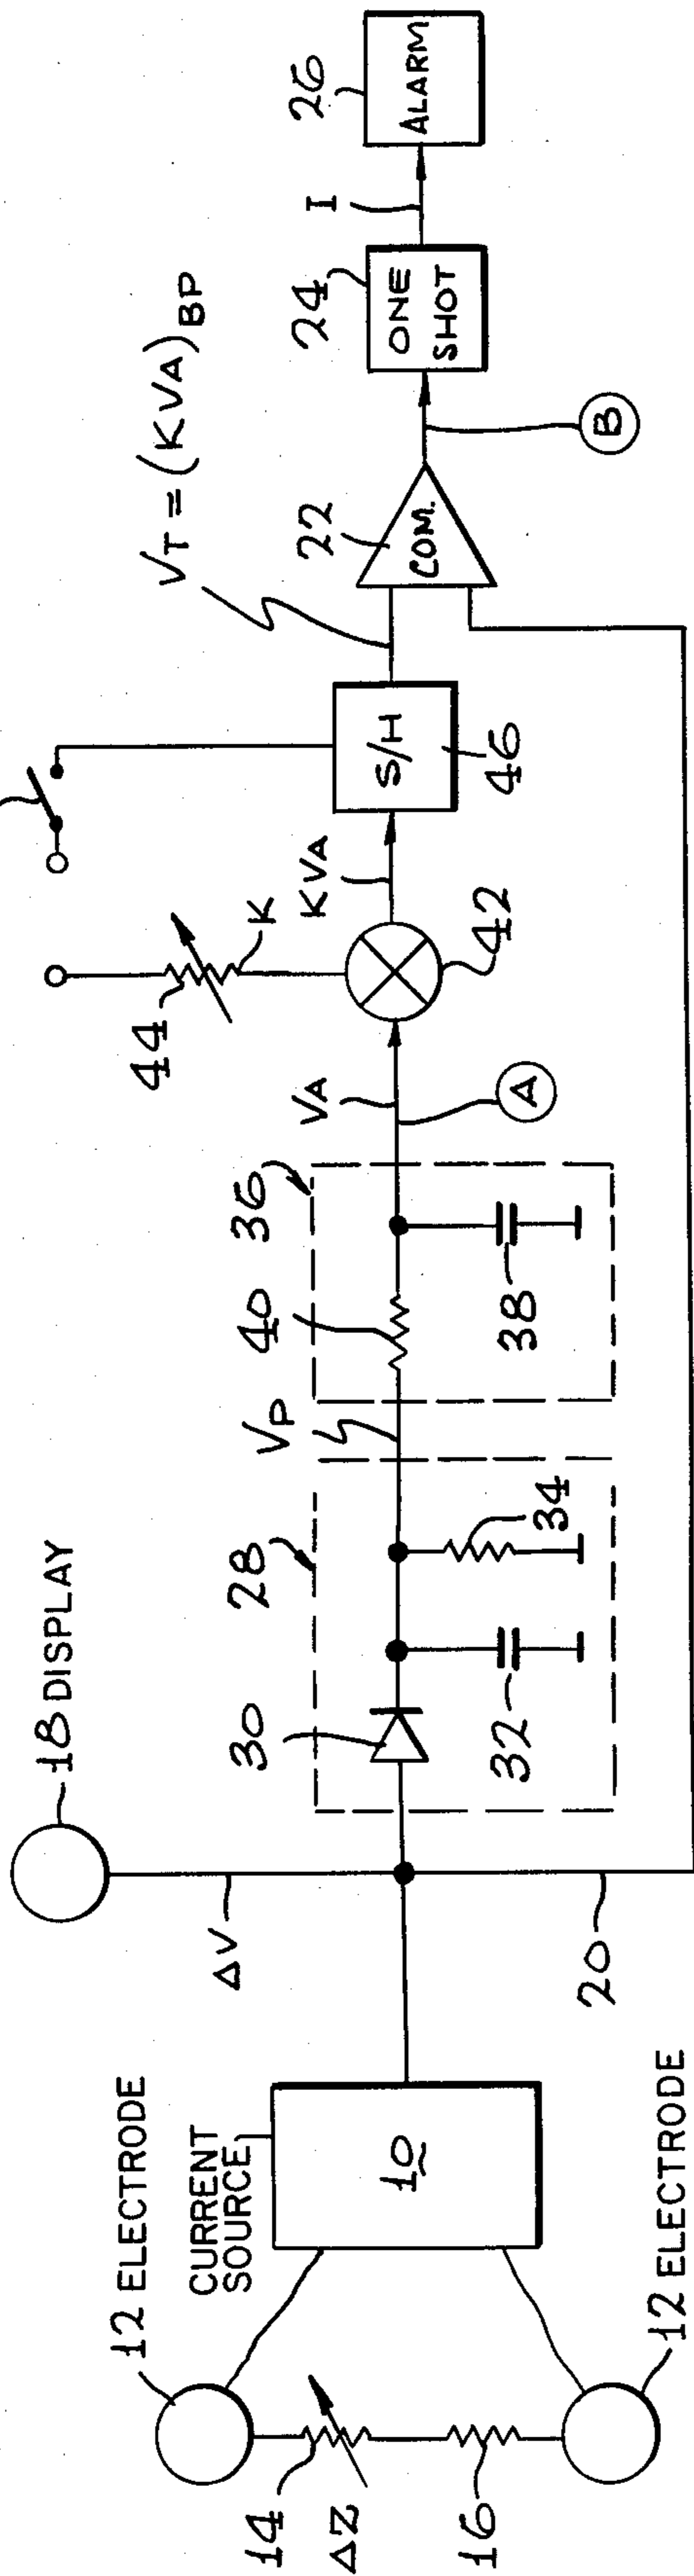 12 ELECTRODE
14
ΔZ
16
12 ELECTRODE
CURRENT
SOURCE
10
18 DISPLAY
ΔV
20
28
30
32
34
VP
36
40
38
VA
A
44
K
42
KVA
S/H
46
VT = (KVA)BP
22
COM.
B
24
ONE
SHOT
I
26
ALARM